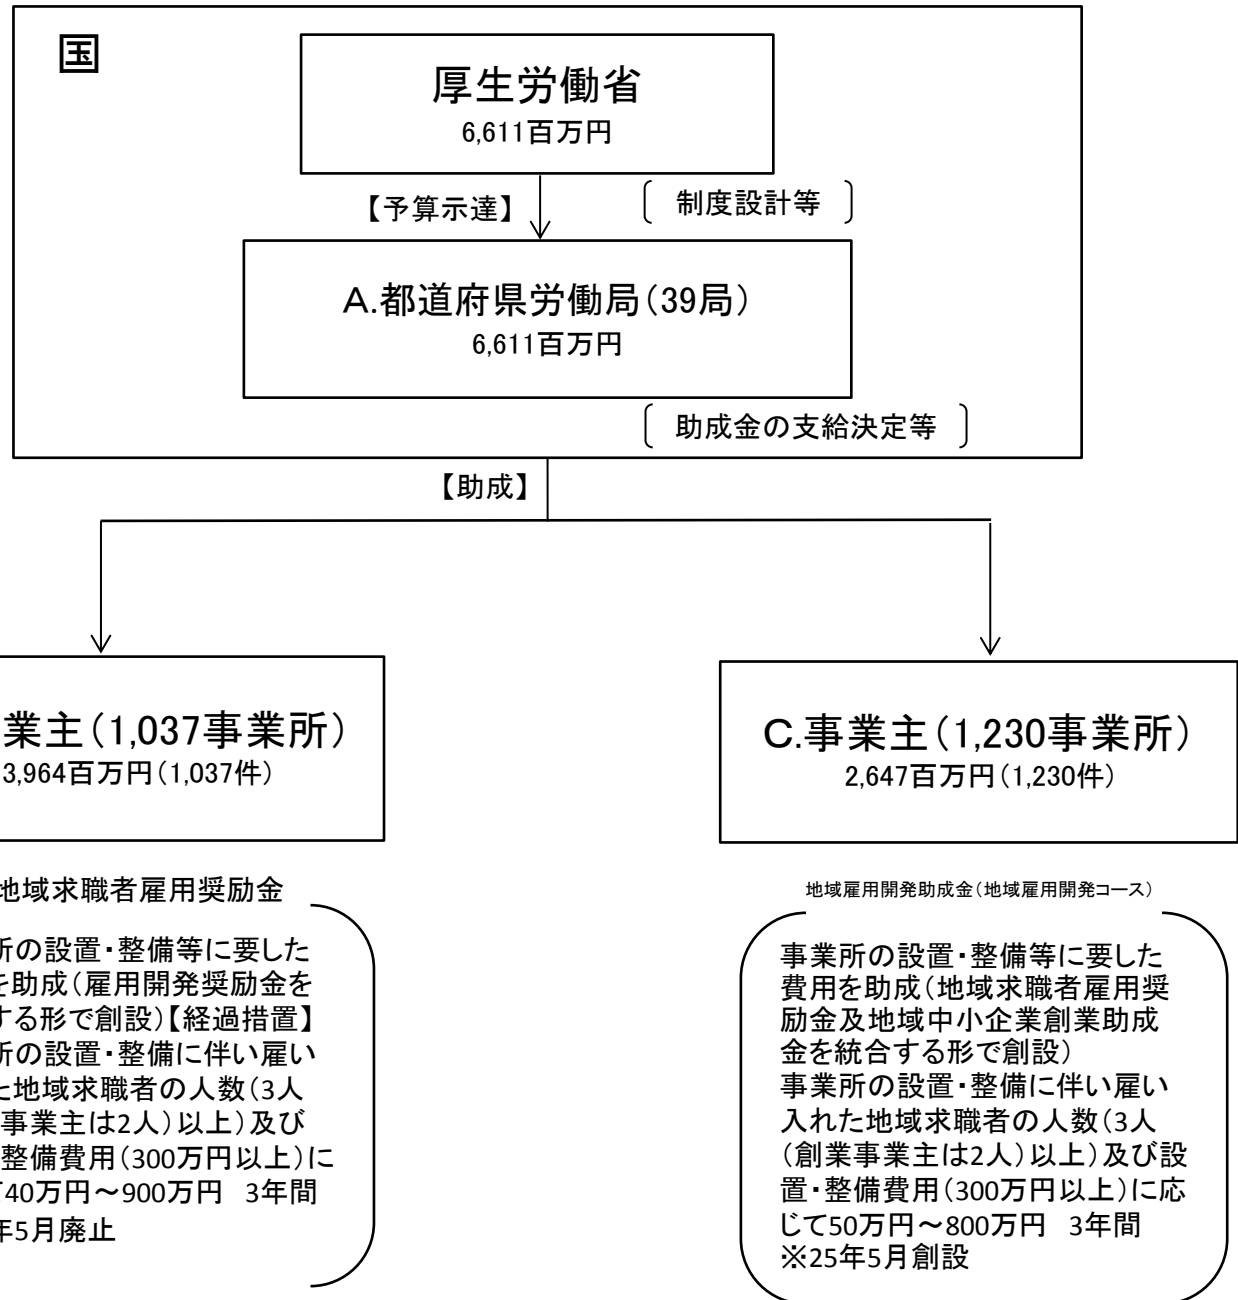 国
厚生労働省
6,611百万円
【予算示達】
制度設計等
A.都道府県労働局(39局)
6,611百万円
助成金の支給決定等
【助成】
業主(1,037事業所)
3,964百万円(1,037件)
C.事業主(1,230事業所)
2,647百万円(1,230件)
地域求職者雇用奨励金
所の設置・整備等に要した
を助成(雇用開発奨励金を
する形で創設)【経過措置】
所の設置・整備に伴い雇い
た地域求職者の人数(3人
事業主は2人)以上)及び
整備費用(300万円以上)に
て40万円～900万円 3年間
年5月廃止
地域雇用開発助成金(地域雇用開発コース)
事業所の設置・整備等に要した
費用を助成(地域求職者雇用奨
励金及地域中小企業創業助成
金を統合する形で創設)
事業所の設置・整備に伴い雇い
入れた地域求職者の人数(3人
(創業事業主は2人)以上)及び設
置・整備費用(300万円以上)に応
じて50万円～800万円 3年間
※25年5月創設